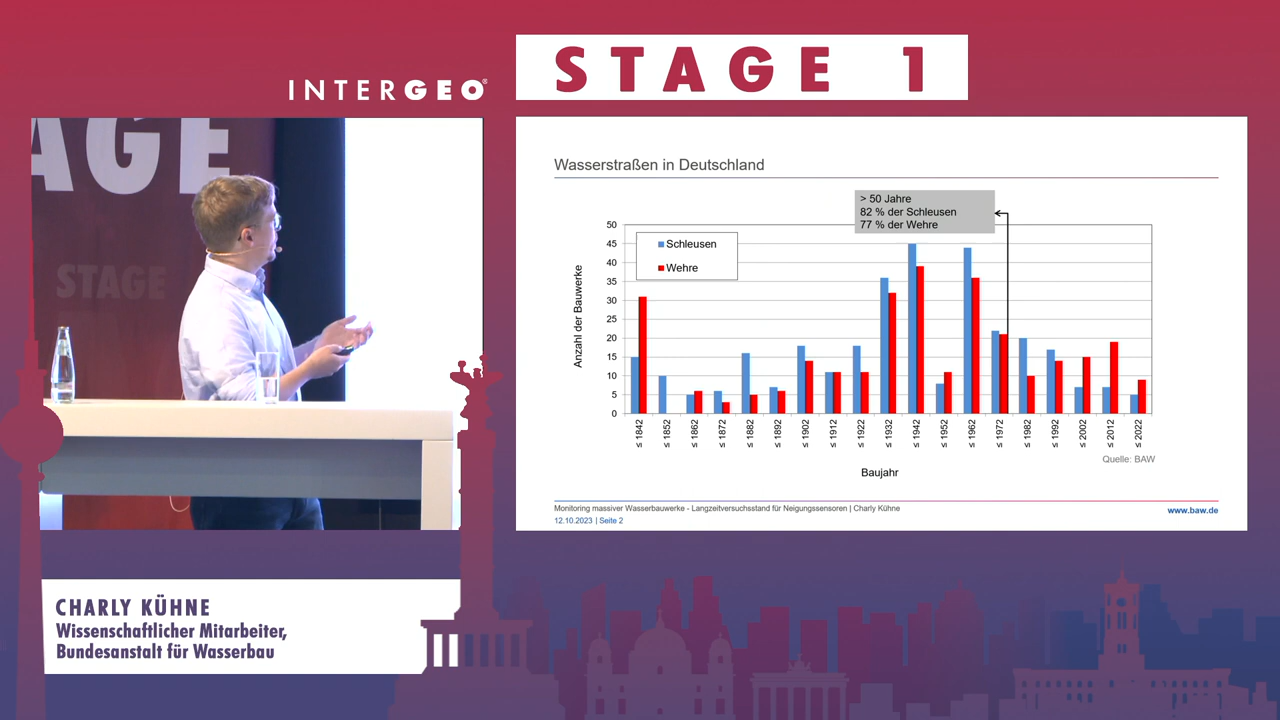 STAGE 1
INTERGEO®
AGE
STAGE
Wasserstraßen in Deutschland
> 50 Jahre
82 % der Schleusen
77 % der Wehre
Schleusen
Wehre
Anzahl der Bauwerke
50
45
40
35
30
25
20
15
10
5
0
≤ 1842
≤ 1852
≤ 1862
≤ 1872
≤ 1882
≤ 1892
≤ 1902
≤ 1912
≤ 1922
≤ 1932
≤ 1942
≤ 1952
≤ 1962
≤ 1972
≤ 1982
≤ 1992
≤ 2002
≤ 2012
≤ 2022
Quelle: BAW
Baujahr
Monitoring massiver Wasserbauwerke - Langzeitversuchsstand für Neigungssensoren | Charly Kühne
12.10.2023 | Seite 2
www.baw.de
CHARLY KÜHNE
Wissenschaftlicher Mitarbeiter,
Bundesanstalt für Wasserbau